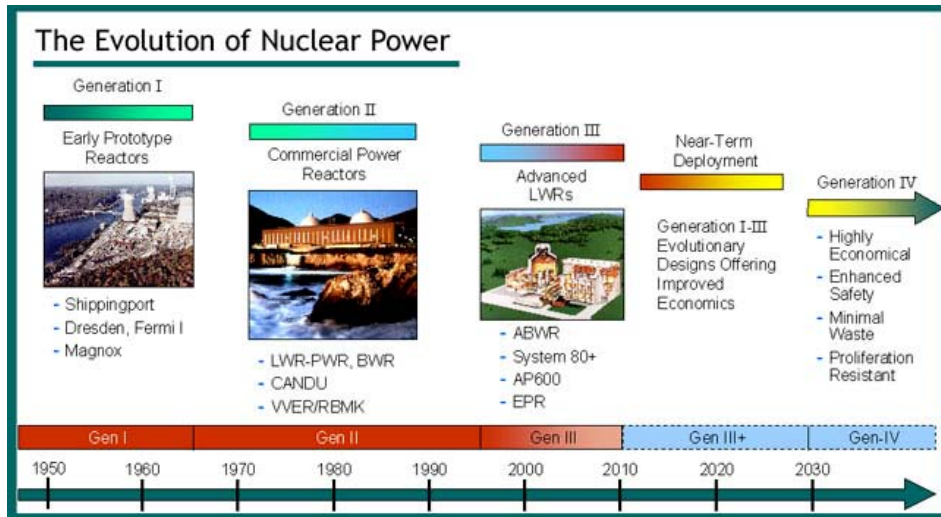 The Evolution of Nuclear Power
Generation I
Early Prototype
Reactors
- Shippingport
- Dresden, Fermi I
- Magnox
Generation II
Commercial Power
Reactors
- LWR-PWR, BWR
- CANDU
- VVER/RBMK
Generation III
Advanced
LWRs
- ABWR
- System 80+
- AP600
- EPR
Near-Term
Deployment
Generation I-III
Evolutionary
Designs Offering
Improved
Economics
Generation IV
- Highly
Economical
- Enhanced
Safety
- Minimal
Waste
- Proliferation
Resistant
Gen I
Gen II
Gen III
Gen III+
Gen-IV
1950
1960
1970
1980
1990
2000
2010
2020
2030